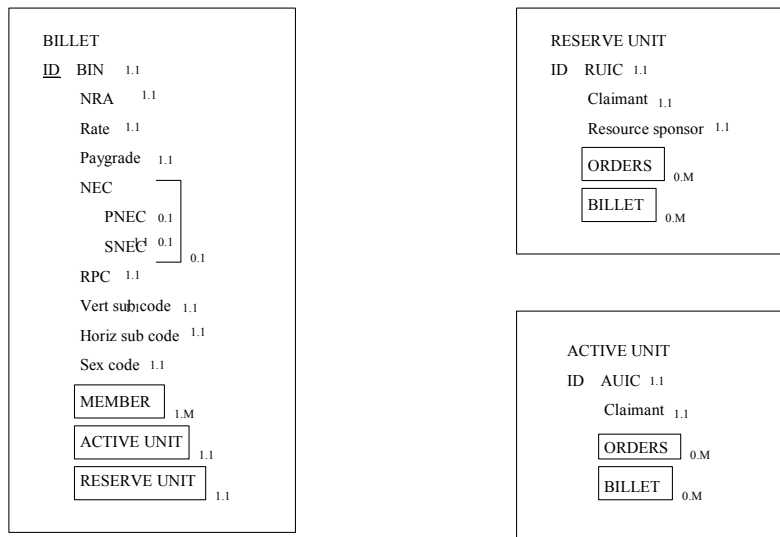 BILLET
ID BIN 1.1
NRA 1.1
Rate 1.1
Paygrade 1.1
NEC
PNEC 0.1
SNEC 1.1 0.1
0.1
RPC 1.1
Vert sub code 1.1 1.1
Horiz sub code 1.1
Sex code 1.1
MEMBER 1.M
ACTIVE UNIT 1.1
RESERVE UNIT 1.1
RESERVE UNIT
ID RUIC 1.1
Claimant 1.1
Resource sponsor 1.1
ORDERS 0.M
BILLET 0.M
ACTIVE UNIT
ID AUIC 1.1
Claimant 1.1
ORDERS 0.M
BILLET 0.M